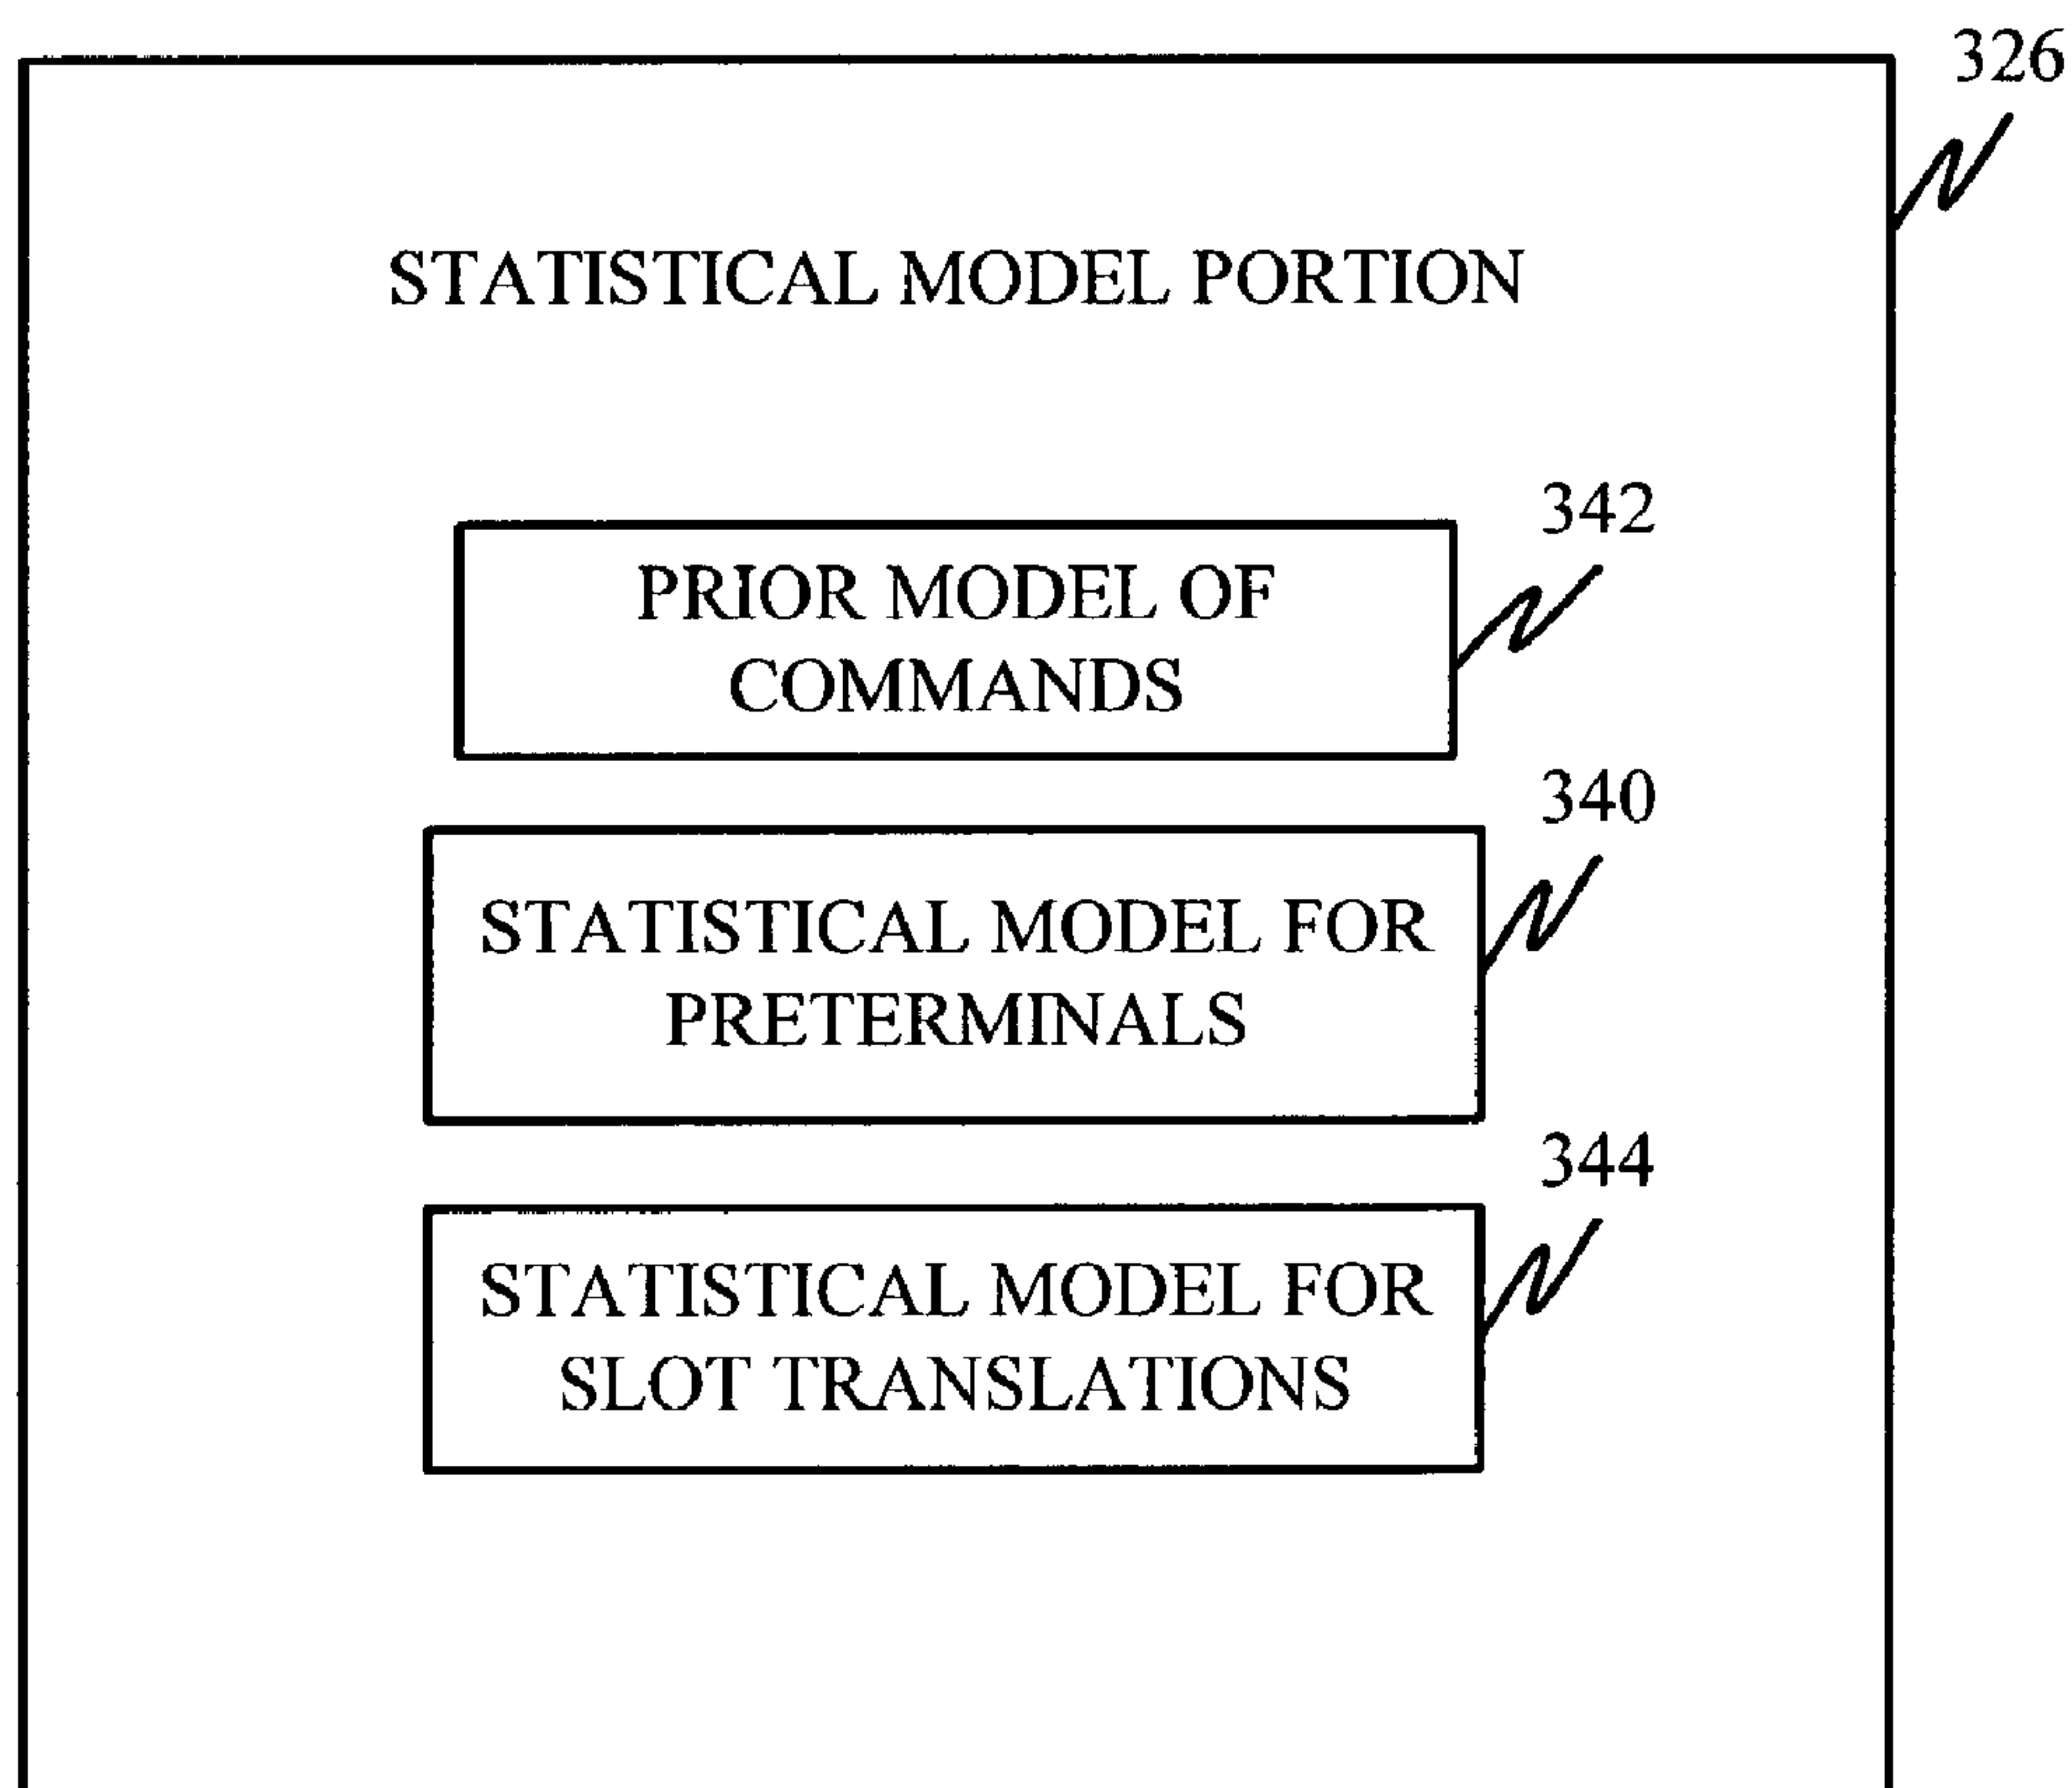 326
STATISTICAL MODEL PORTION
342
PRIOR MODEL OF
COMMANDS
340
STATISTICAL MODEL FOR
PRETERMINALS
344
STATISTICAL MODEL FOR
SLOT TRANSLATIONS